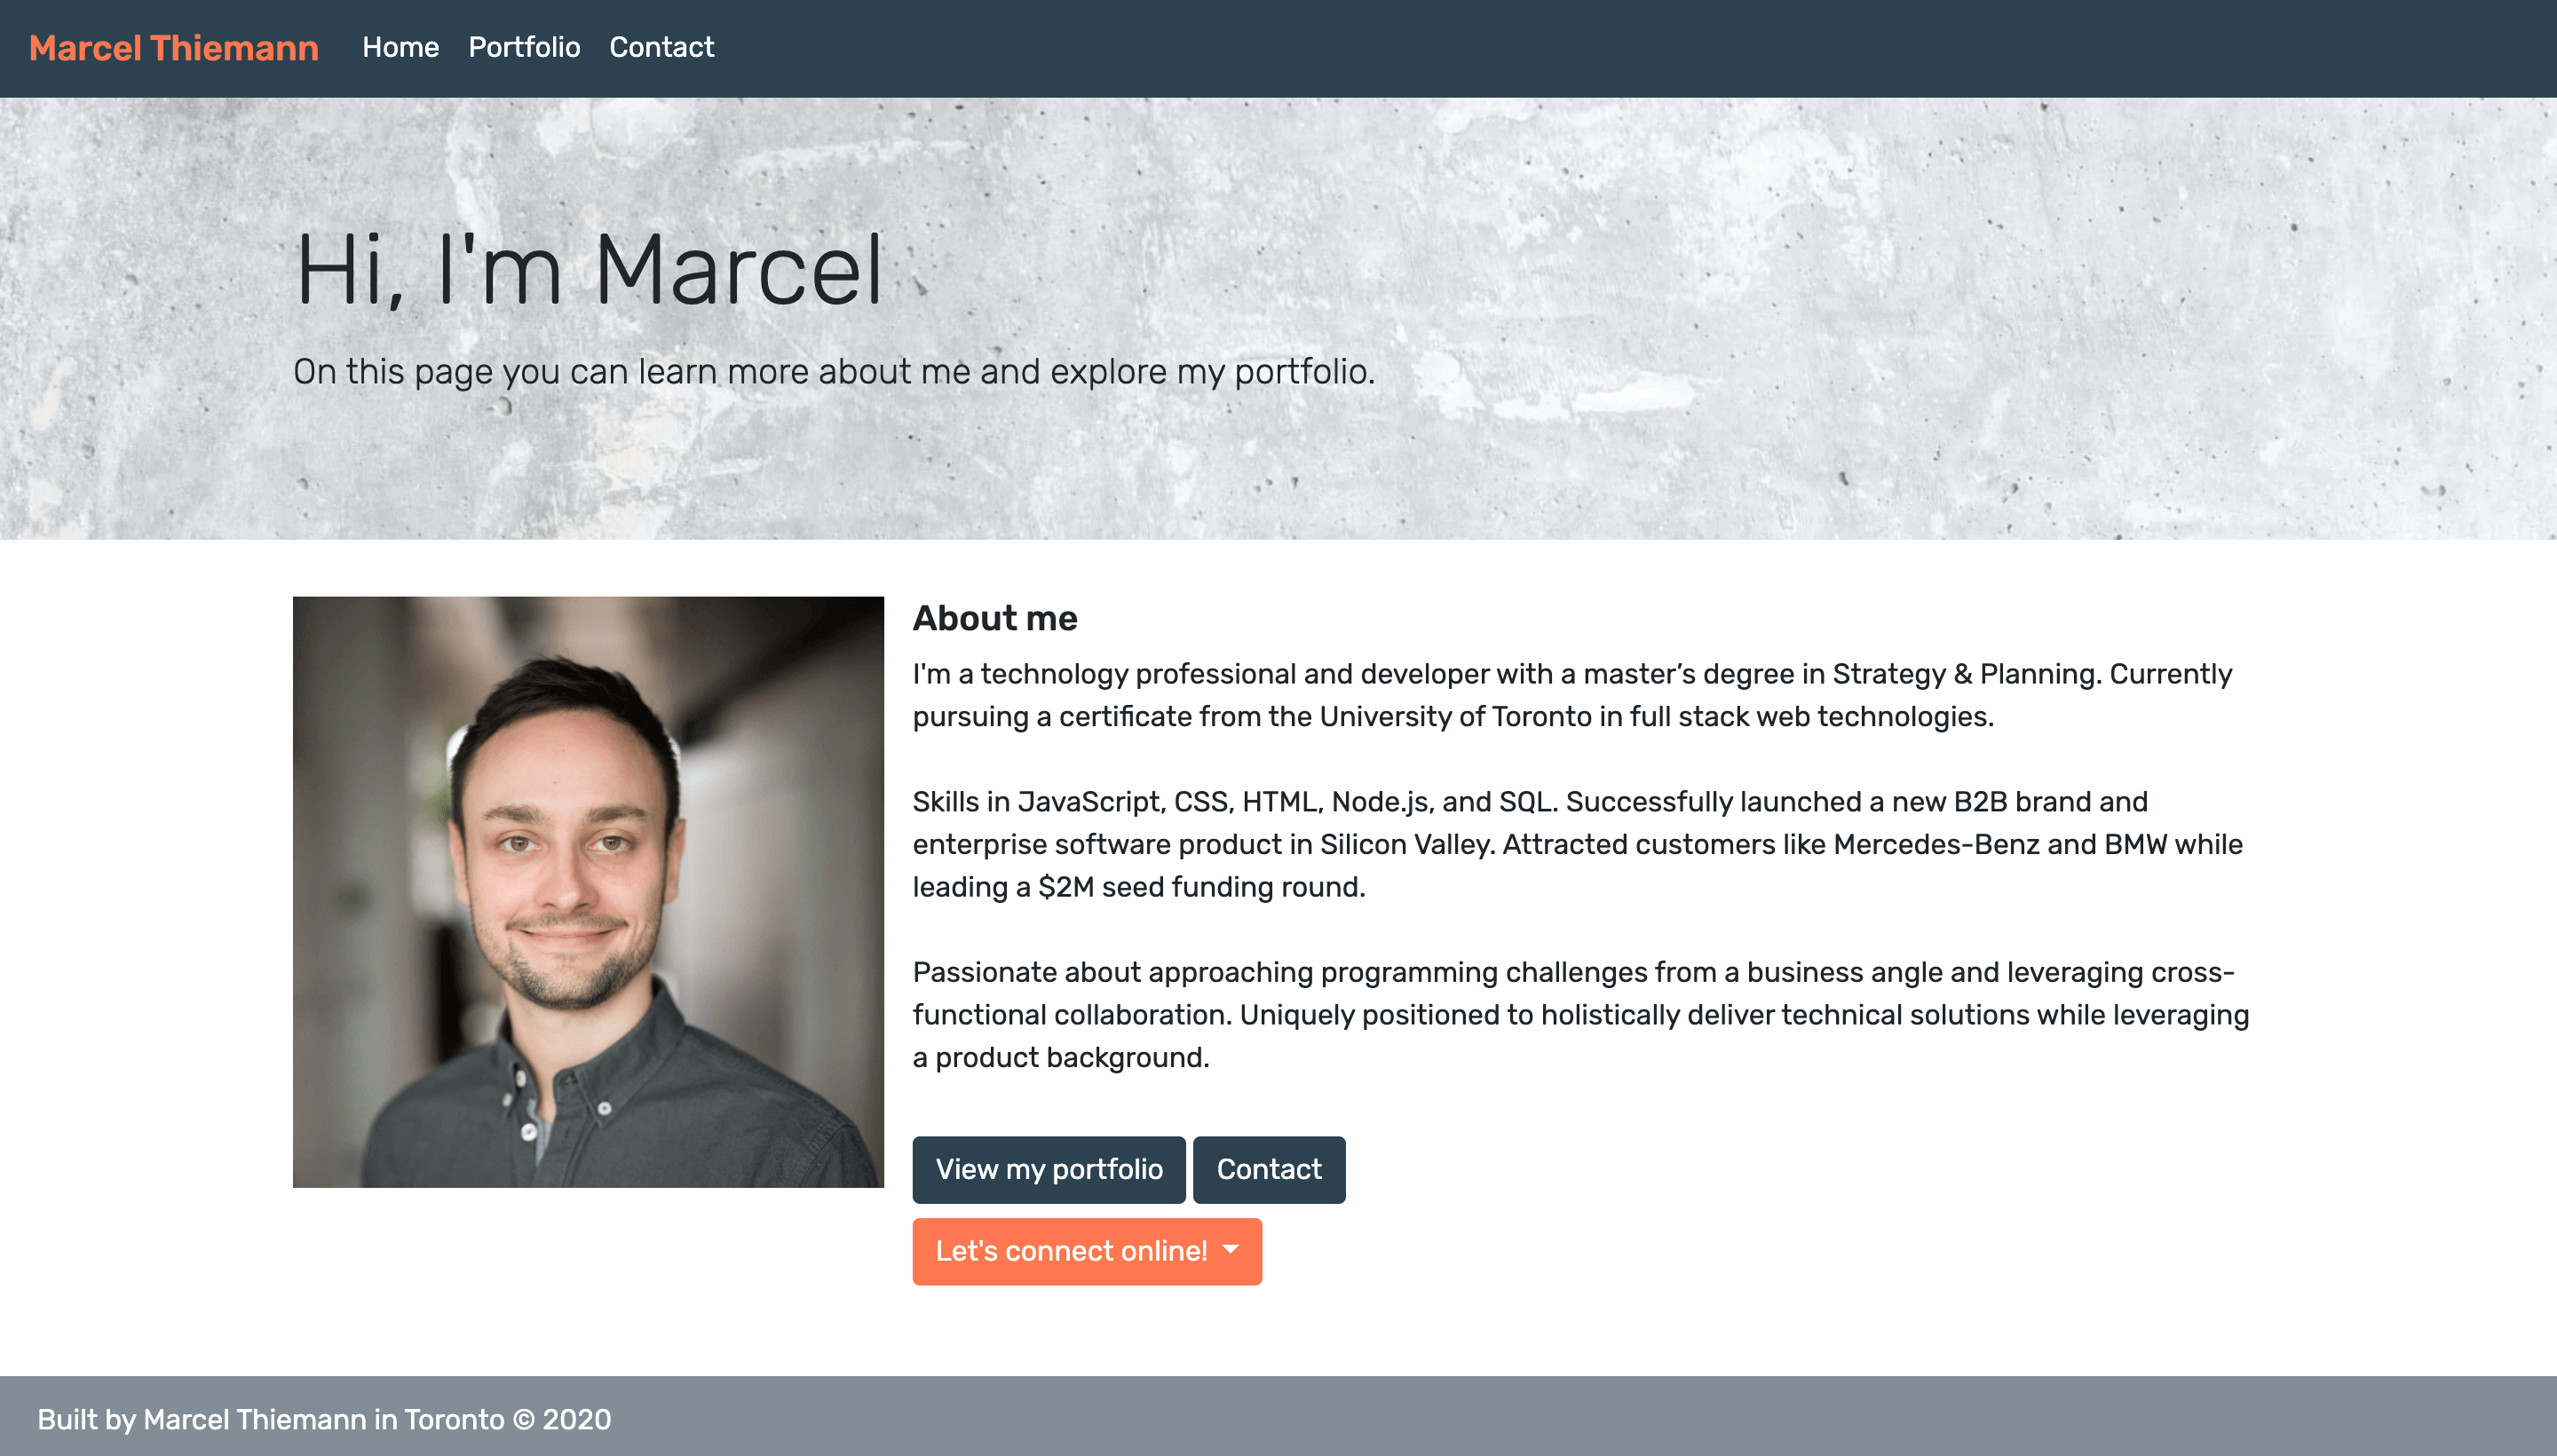 Marcel Thiemann Home Portfolio Contact
Hi, I'm Marcel
On this page you can learn more about me and explore my portfolio.
About me
I'm a technology professional and developer with a master’s degree in Strategy & Planning. Currently
pursuing a certificate from the University of Toronto in full stack web technologies.
Skills in JavaScript, CSS, HTML, Node.js, and SQL. Successfully launched a new B2B brand and
enterprise software product in Silicon Valley. Attracted customers like Mercedes-Benz and BMW while
leading a $2M seed funding round.
Passionate about approaching programming challenges from a business angle and leveraging cross-
functional collaboration. Uniquely positioned to holistically deliver technical solutions while leveraging
a product background.
View my portfolio Contact
Let's connect online!
Built by Marcel Thiemann in Toronto © 2020